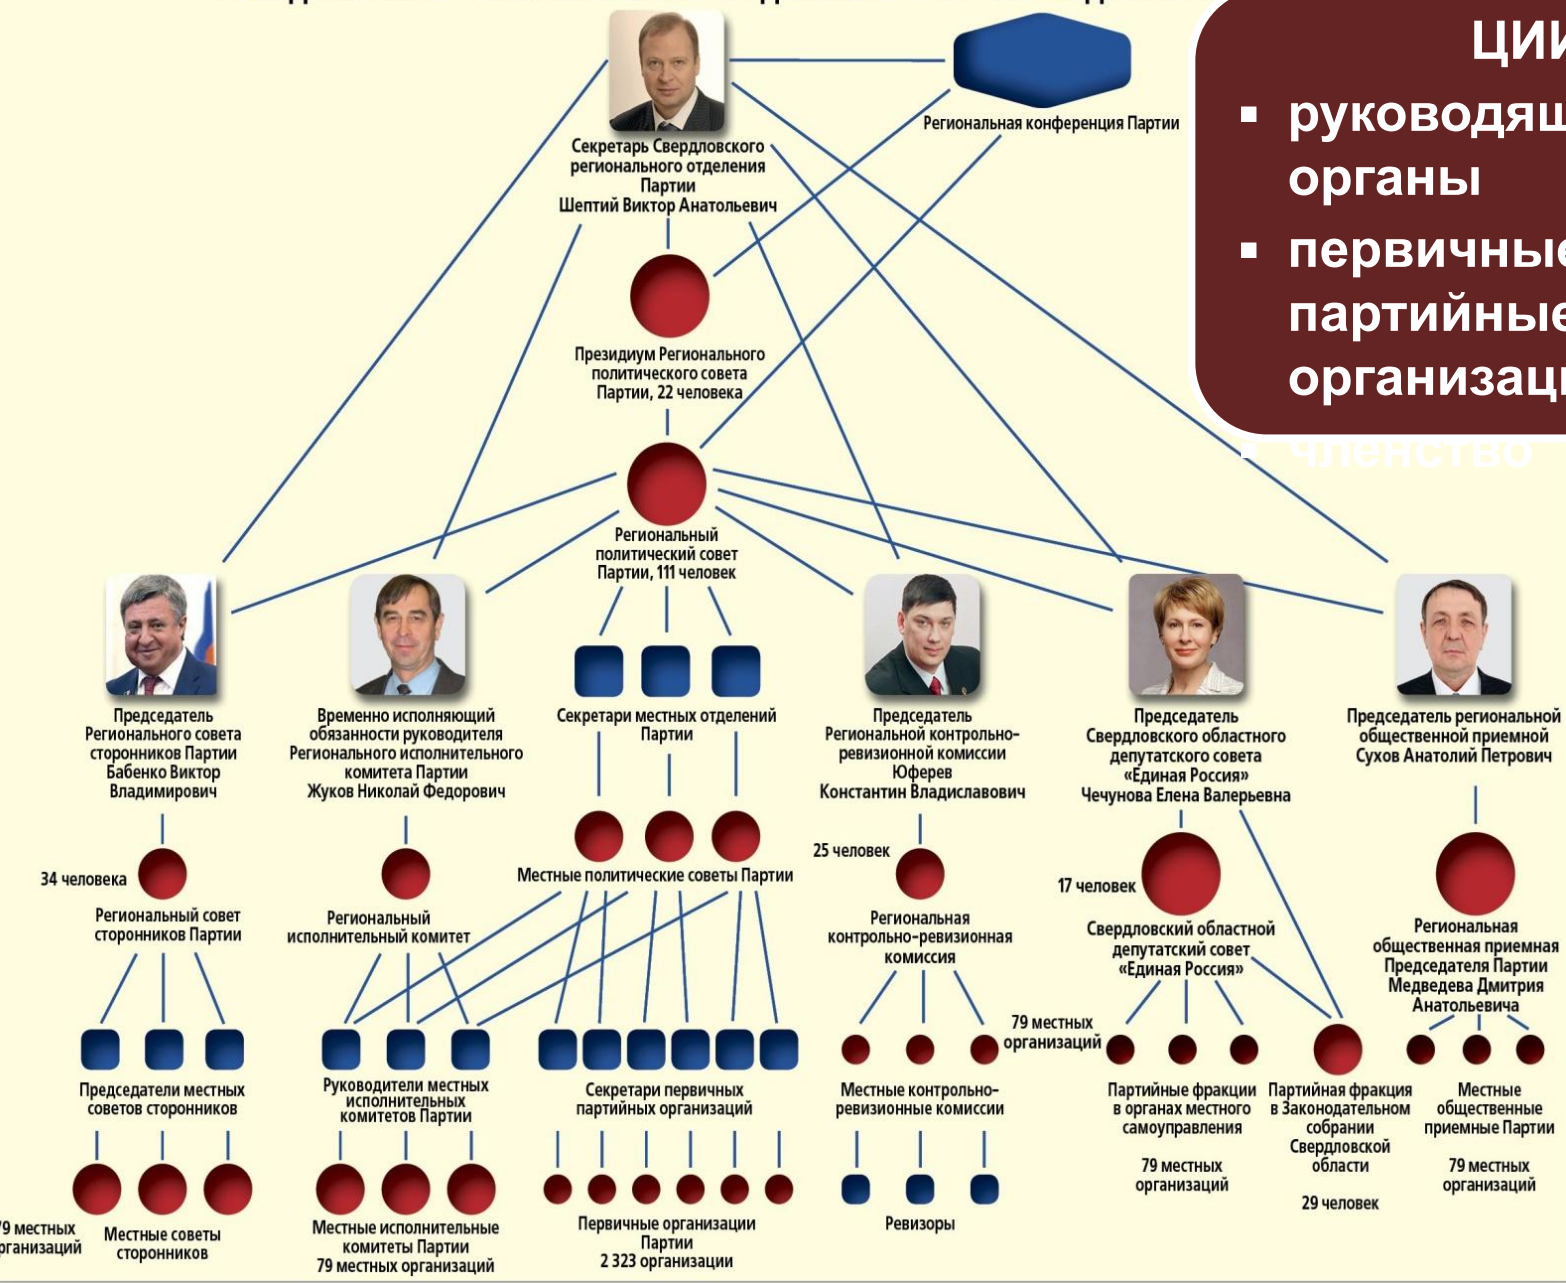 ЦИИ
▪ руководящ
органы
▪ первичные
партийные
организаци
▪ членство
Региональная конференция Партии
Секретарь Свердловского
регионального отделения
Партии
Шептий Виктор Анатольевич
Президиум Регионального
политического совета
Партии, 22 человека
Региональный
политический совет
Партии, 111 человек
Председатель
Регионального совета
сторонников Партии
Бабенко Виктор
Владимирович
Временно исполняющий
обязанности руководителя
Регионального исполнительного
комитета Партии
Жуков Николай Федорович
Секретари местных отделений
Партии
Председатель
Региональной контрольно-
ревизионной комиссии
Юферев
Константин Владиславович
Председатель
Свердловского областного
депутатского совета
«Единая Россия»
Чечунова Елена Валерьевна
Председатель региональной
общественной приемной
Сухов Анатолий Петрович
34 человека
Региональный совет
сторонников Партии
Региональный
исполнительный комитет
Местные политические советы Партии
25 человек
Региональная
контрольно-ревизионная
комиссия
17 человек
Свердловский областной
депутатский совет
«Единая Россия»
Региональная
общественная приемная
Председателя Партии
Медведева Дмитрия
Анатольевича
Председатели местных
советов сторонников
Руководители местных
исполнительных
комитетов Партии
Секретари первичных
партийных организаций
Местные контрольно-
ревизионные комиссии
79 местных
организаций
Партийные фракции
в органах местного
самоуправления
79 местных
организаций
Партийная фракция
в Законодательном
собрании
Свердловской
области
29 человек
Местные
общественные
приемные Партии
79 местных
организаций
79 местных
рганизаций
Местные советы
сторонников
Местные исполнительные
комитеты Партии
79 местных организаций
Первичные организации
Партии
2 323 организации
Ревизоры